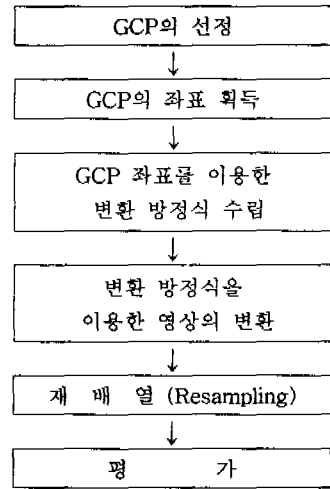 GCP의 선정
GCP의 좌표 획득
GCP 좌표를 이용한
변환 방정식 수립
변환 방정식을
이용한 영상의 변환
재 배 열 (Resampling)
평 가